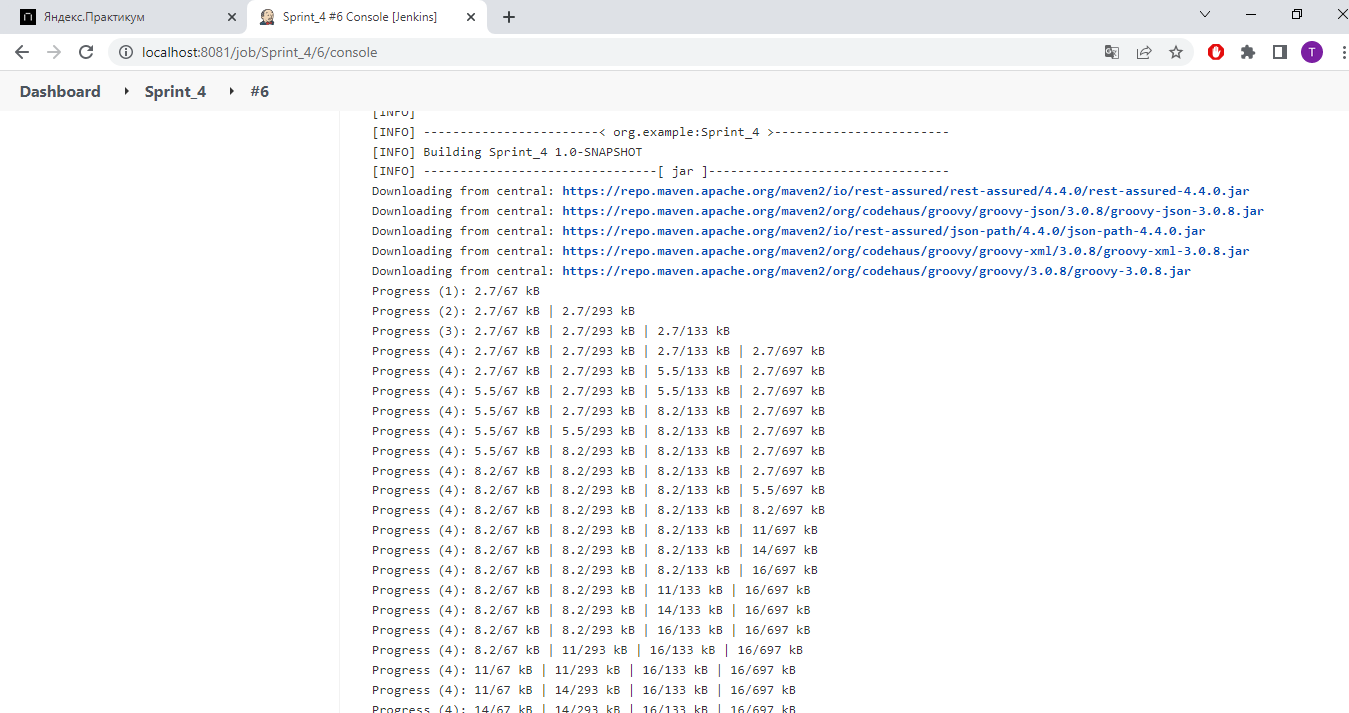 Яндекс.Практикум
Sprint_4 #6 Console [Jenkins]
localhost:8081/job/Sprint_4/6/console
T
Dashboard
Sprint_4
#6
[INFO]
[INFO] ------------------------< org.example:Sprint_4 >------------------------
[INFO] Building Sprint_4 1.0-SNAPSHOT
[INFO] --------------------------------[ jar ]---------------------------------
Downloading from central: https://repo.maven.apache.org/maven2/io/rest-assured/rest-assured/4.4.0/rest-assured-4.4.0.jar
Downloading from central: https://repo.maven.apache.org/maven2/org/codehaus/groovy/groovy-json/3.0.8/groovy-json-3.0.8.jar
Downloading from central: https://repo.maven.apache.org/maven2/io/rest-assured/json-path/4.4.0/json-path-4.4.0.jar
Downloading from central: https://repo.maven.apache.org/maven2/org/codehaus/groovy/groovy-xml/3.0.8/groovy-xml-3.0.8.jar
Downloading from central: https://repo.maven.apache.org/maven2/org/codehaus/groovy/groovy/3.0.8/groovy-3.0.8.jar
Progress (1): 2.7/67 kB
Progress (2): 2.7/67 kB | 2.7/293 kB
Progress (3): 2.7/67 kB | 2.7/293 kB | 2.7/133 kB
Progress (4): 2.7/67 kB | 2.7/293 kB | 2.7/133 kB | 2.7/697 kB
Progress (4): 2.7/67 kB | 2.7/293 kB | 5.5/133 kB | 2.7/697 kB
Progress (4): 5.5/67 kB | 2.7/293 kB | 5.5/133 kB | 2.7/697 kB
Progress (4): 5.5/67 kB | 2.7/293 kB | 8.2/133 kB | 2.7/697 kB
Progress (4): 5.5/67 kB | 5.5/293 kB | 8.2/133 kB | 2.7/697 kB
Progress (4): 5.5/67 kB | 8.2/293 kB | 8.2/133 kB | 2.7/697 kB
Progress (4): 8.2/67 kB | 8.2/293 kB | 8.2/133 kB | 2.7/697 kB
Progress (4): 8.2/67 kB | 8.2/293 kB | 8.2/133 kB | 5.5/697 kB
Progress (4): 8.2/67 kB | 8.2/293 kB | 8.2/133 kB | 8.2/697 kB
Progress (4): 8.2/67 kB | 8.2/293 kB | 8.2/133 kB | 11/697 kB
Progress (4): 8.2/67 kB | 8.2/293 kB | 8.2/133 kB | 14/697 kB
Progress (4): 8.2/67 kB | 8.2/293 kB | 8.2/133 kB | 16/697 kB
Progress (4): 8.2/67 kB | 8.2/293 kB | 11/133 kB | 16/697 kB
Progress (4): 8.2/67 kB | 8.2/293 kB | 14/133 kB | 16/697 kB
Progress (4): 8.2/67 kB | 8.2/293 kB | 16/133 kB | 16/697 kB
Progress (4): 8.2/67 kB | 11/293 kB | 16/133 kB | 16/697 kB
Progress (4): 11/67 kB | 11/293 kB | 16/133 kB | 16/697 kB
Progress (4): 11/67 kB | 14/293 kB | 16/133 kB | 16/697 kB
Progress (4): 14/67 kB | 14/293 kB | 16/133 kB | 16/697 kB